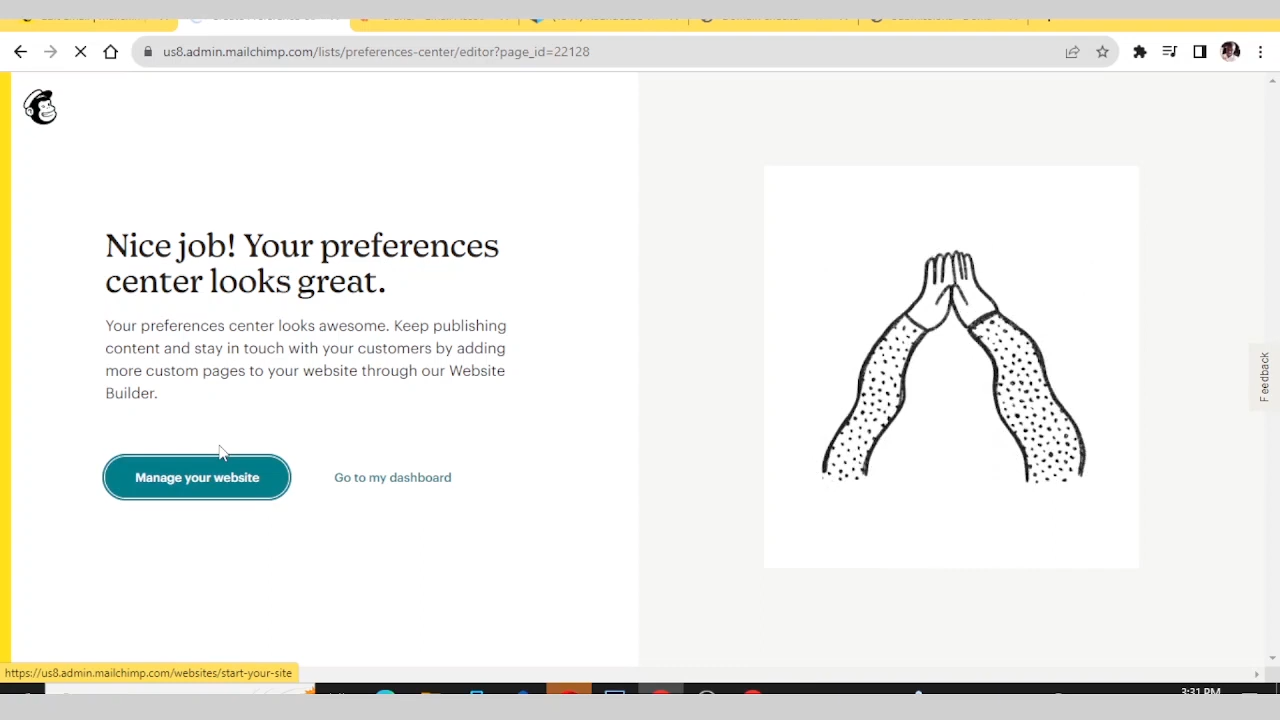 us8.admin.mailchimp.com/lists/preferences-center/editor?page_id=22128
Nice job! Your preferences
center looks great.
Your preferences center looks awesome. Keep publishing
content and stay in touch with your customers by adding
more custom pages to your website through our Website
Builder.
Manage your website
Go to my dashboard
Feedback
https://us8.admin.mailchimp.com/websites/start-your-site
3:31 PM